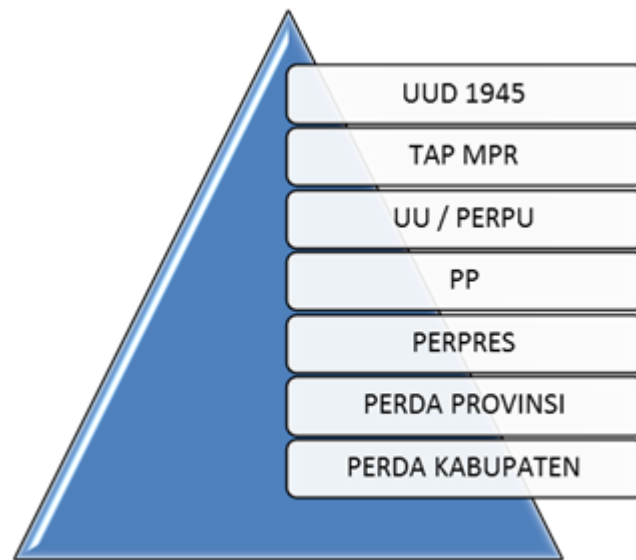 UUD 1945
TAP MPR
UU / PERPU
PP
PERPRES
PERDA PROVINSI
PERDA KABUPATEN